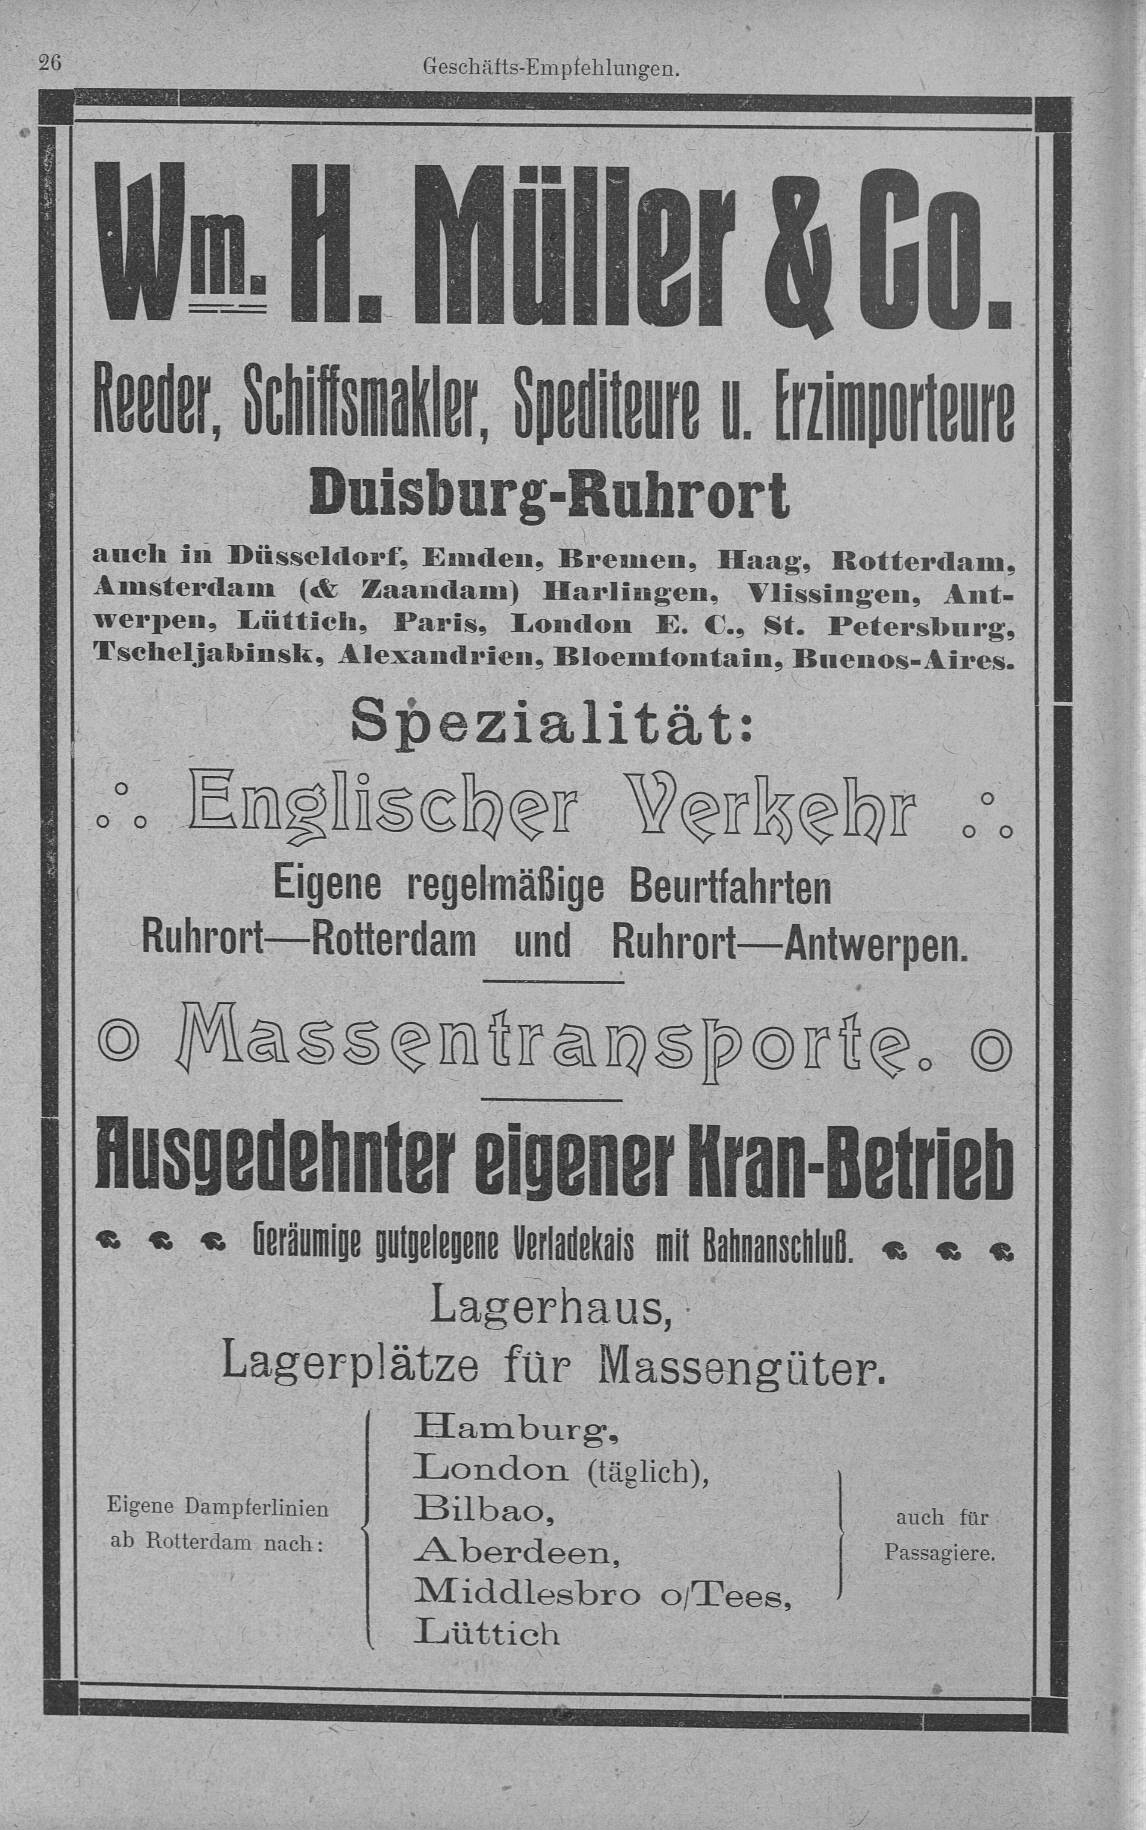 26
Geschäfts-Empfehlungen.
Wm. H. Müller & Co.
Reeder, Schiffsmakler, Spediteure u. Erzimporteure
Duisburg-Ruhrort
auch in Düsseldorf, Emden, Bremen, Haag, Rotterdam,
Amsterdam (& Zaandam) Harlingen, Vlissingen, Ant-
werpen, Lüttich, Paris, London E. C., St. Petersburg,
Tscheljabinsk, Alexandrien, Bloemfontain, Buenos-Aires.
Spezialität:
Englischer Verkehr
Eigene regelmäßige Beurtfahrten
Ruhrort—Rotterdam und Ruhrort—Antwerpen.
Massentransporte.
Ausgedehnter eigener Kran-Betrieb
Geräumige gutgelegene Verladekais mit Bahnanschluß.
Lagerhaus,
Lagerplätze für Massengüter.
Eigene Dampferlinien
ab Rotterdam nach:
Hamburg,
London (täglich),
Bilbao,
Aberdeen,
Middlesbro o/Tees,
Lüttich
auch für
Passagiere.